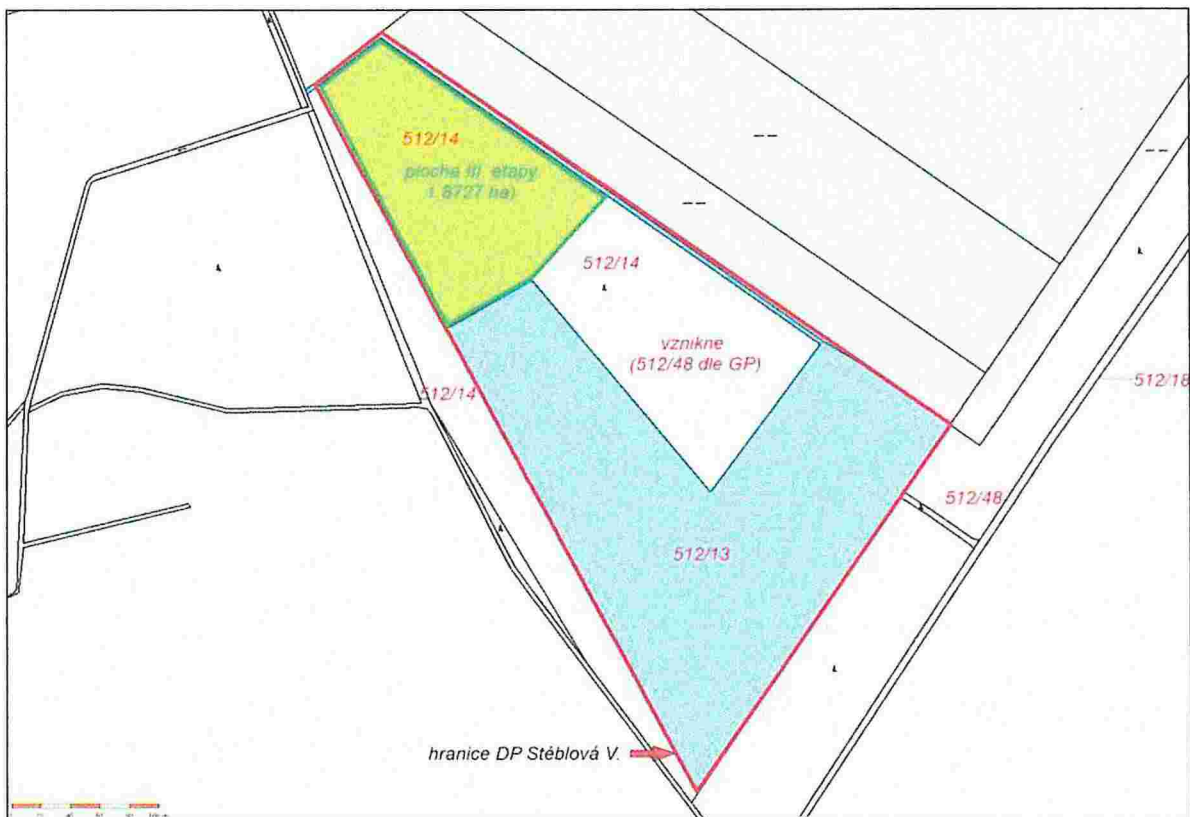 512/14
plocha III. etapy
1,8727 ha)
512/14
vznikne
(512/48 dle GP)
512/14
512/18
512/48
512/13
hranice DP Stéblová V.